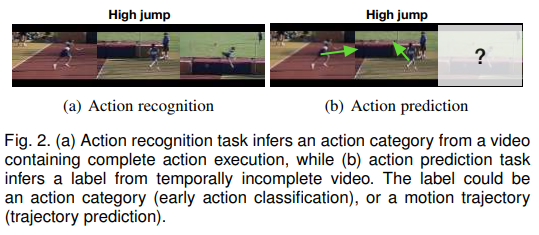 High jump
High jump
?
(a) Action recognition
(b) Action prediction
Fig. 2. (a) Action recognition task infers an action category from a video
containing complete action execution, while (b) action prediction task
infers a label from temporally incomplete video. The label could be
an action category (early action classification), or a motion trajectory
(trajectory prediction).